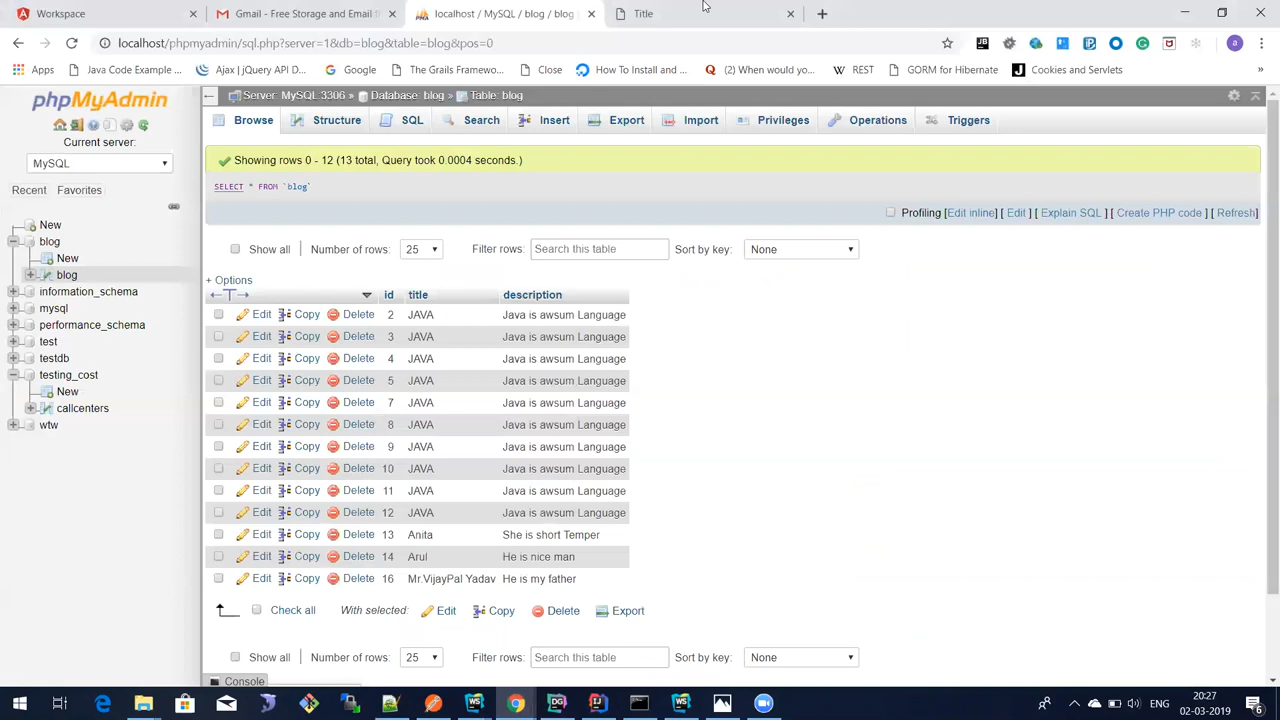 Workspace
Gmail - Free Storage and Email f
localhost / MySQL / blog / blog
Title
localhost/phpmyadmin/sql.php?server=1&db=blog&table=blog&pos=0
Apps
Java Code Example ...
Ajax | jQuery API D...
Google
The Grails Framewo...
Close
How To Install and ...
(2) When would you...
REST
GORM for Hibernate
Cookies and Servlets
phpMyAdmin
Current server:
MySQL
Recent Favorites
New
blog
New
blog
information_schema
mysql
performance_schema
test
testdb
testing_cost
New
callcenters
wtw
Server: MySQL:3306 » Database: blog » Table: blog
Browse Structure SQL Search Insert Export Import Privileges Operations Triggers
Showing rows 0 - 12 (13 total, Query took 0.0004 seconds.)
SELECT * FROM `blog`
Profiling [Edit inline] [ Edit ] [ Explain SQL ] [ Create PHP code ] [ Refresh]
Show all Number of rows: 25 Filter rows: Search this table Sort by key: None
+ Options
id title description
Edit Copy Delete 2 JAVA Java is awsum Language
Edit Copy Delete 3 JAVA Java is awsum Language
Edit Copy Delete 4 JAVA Java is awsum Language
Edit Copy Delete 5 JAVA Java is awsum Language
Edit Copy Delete 7 JAVA Java is awsum Language
Edit Copy Delete 8 JAVA Java is awsum Language
Edit Copy Delete 9 JAVA Java is awsum Language
Edit Copy Delete 10 JAVA Java is awsum Language
Edit Copy Delete 11 JAVA Java is awsum Language
Edit Copy Delete 12 JAVA Java is awsum Language
Edit Copy Delete 13 Anita She is short Temper
Edit Copy Delete 14 Arul He is nice man
Edit Copy Delete 16 Mr.VijayPal Yadav He is my father
Check all With selected: Edit Copy Delete Export
Show all Number of rows: 25 Filter rows: Search this table Sort by key: None
Console
ENG
20:27
02-03-2019
6